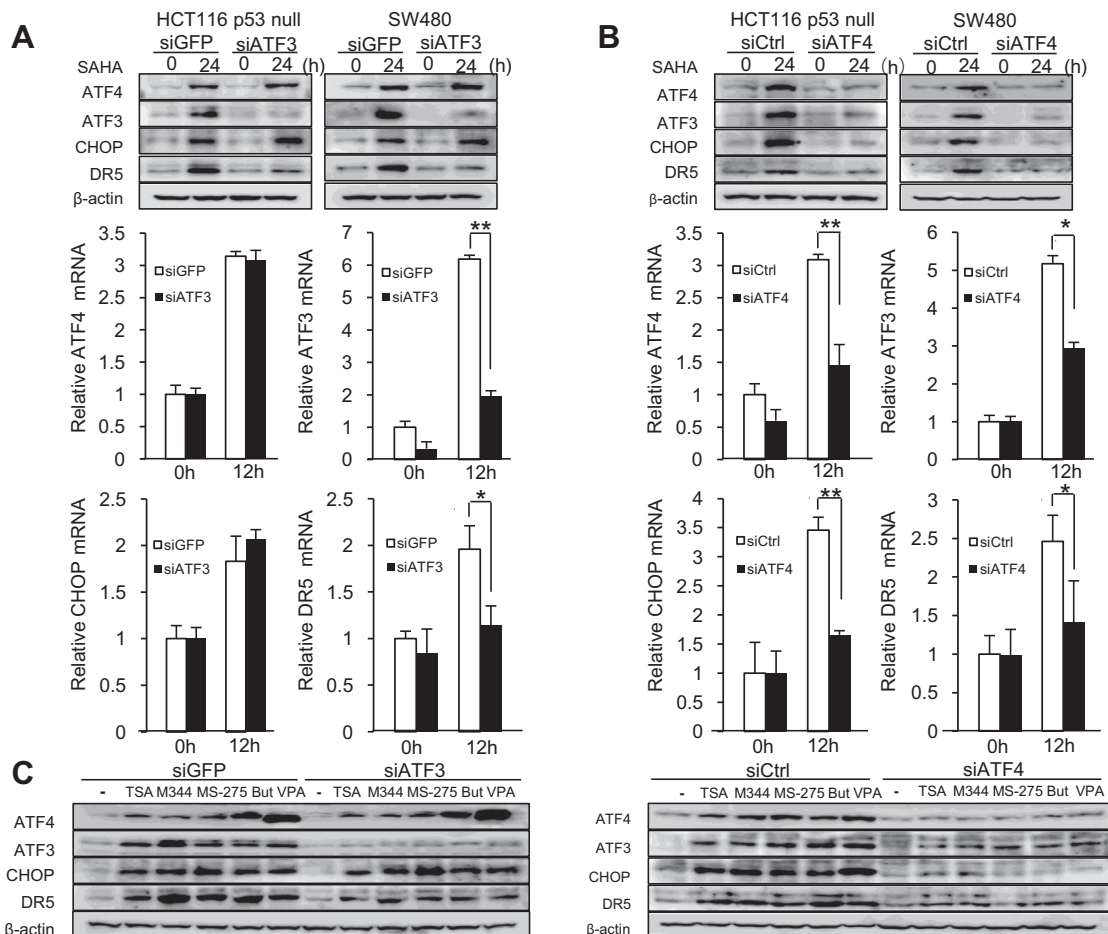 A
HCT116 p53 null SW480
siGFP siATF3 siGFP siATF3
SAHA 0 24 0 24 (h) 0 24 0 24 (h)
ATF4
ATF3
CHOP
DR5
β-actin
Relative ATF4 mRNA
3.5
3
2.5
2
1.5
1
0.5
0
siGFP
siATF3
0h 12h
Relative ATF3 mRNA
7
6
5
4
3
2
1
0
**
siGFP
siATF3
0h 12h
Relative CHOP mRNA
2.5
2
1.5
1
0.5
0
siGFP
siATF3
0h 12h
Relative DR5 mRNA
2.5
2
1.5
1
0.5
0
*
siGFP
siATF3
0h 12h
B
HCT116 p53 null SW480
siCtrl siATF4 siCtrl siATF4
SAHA 0 24 0 24 (h) 0 24 0 24 (h)
ATF4
ATF3
CHOP
DR5
β-actin
Relative ATF4 mRNA
3.5
3
2.5
2
1.5
1
0.5
0
**
siCtrl
siATF4
0h 12h
Relative ATF3 mRNA
6
5
4
3
2
1
0
*
siCtrl
siATF4
0h 12h
Relative CHOP mRNA
4
3.5
3
2.5
2
1.5
1
0.5
0
**
siCtrl
siATF4
0h 12h
Relative DR5 mRNA
3
2.5
2
1.5
1
0.5
0
*
siCtrl
siATF4
0h 12h
C
siGFP siATF3
- TSA M344 MS-275 But VPA - TSA M344 MS-275 But VPA
ATF4
ATF3
CHOP
DR5
β-actin
siCtrl siATF4
- TSA M344 MS-275 But VPA - TSA M344 MS-275 But VPA
ATF4
ATF3
CHOP
DR5
β-actin